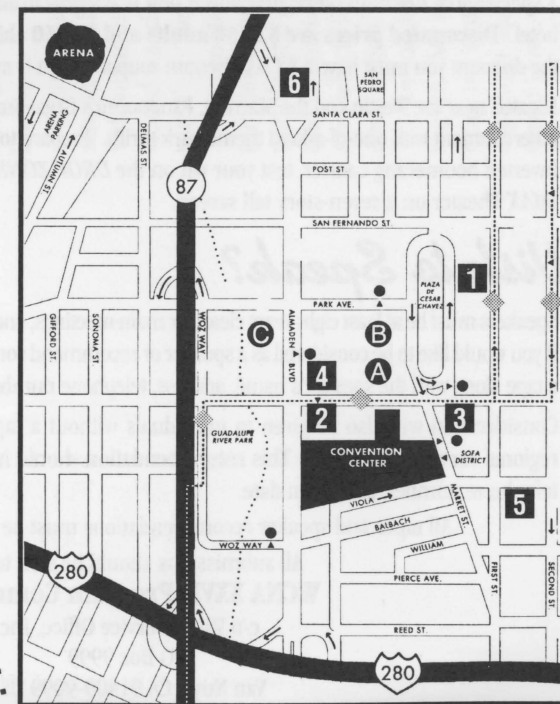 ARENA
6
SAN
PEDRO
SQUARE
SANTA CLARA ST.
ARENA
PARKING
AUTUMN ST.
DELMAS ST.
POST ST.
87
SAN FERNANDO ST.
PLAZA
DE
CESAR
CHAVEZ
1
GIFFORD ST.
SONOMA ST.
WOZ WAY
C
ALMADEN BLVD.
PARK AVE.
B
4
A
2
3
GUADALUPE
RIVER PARK
CONVENTION
CENTER
SOFA
DISTRICT
VIOLA
MARKET ST.
5
BALBACH
WOZ WAY
WILLIAM
280
PIERCE AVE.
FIRST ST.
SECOND ST.
REED ST.
280